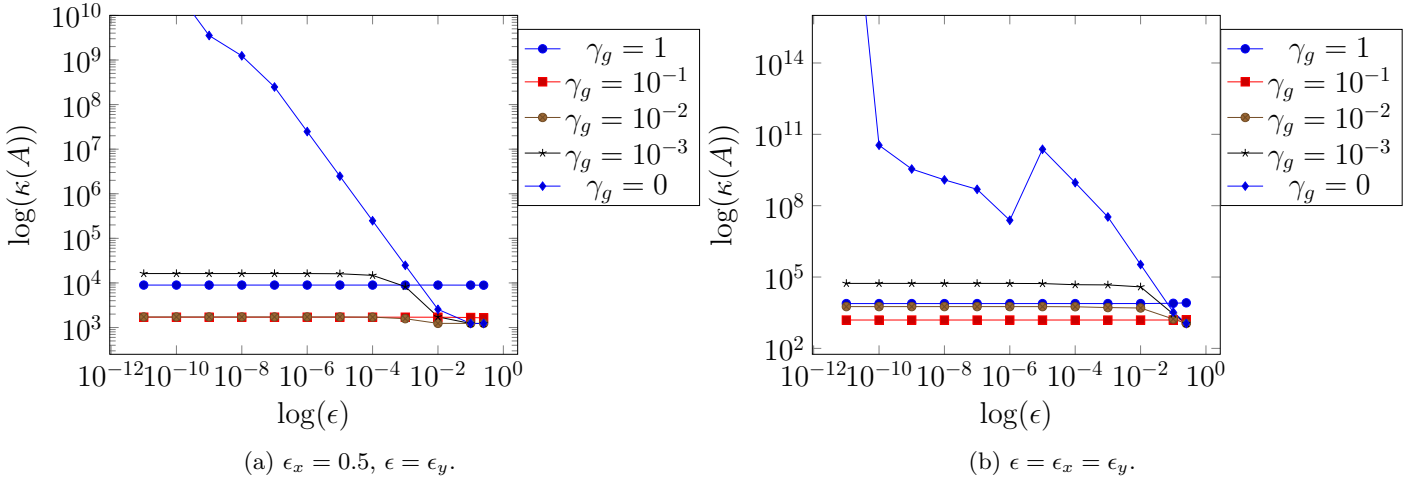 10^10
10^9
10^8
10^7
10^6
10^5
10^4
10^3
log(κ(A))
10^−12 10^−10 10^−8 10^−6 10^−4 10^−2 10^0
log(ϵ)
γ_g = 1
γ_g = 10^−1
γ_g = 10^−2
γ_g = 10^−3
γ_g = 0
(a) ϵ_x = 0.5, ϵ = ϵ_y.
10^14
10^11
10^8
10^5
10^2
log(κ(A))
10^−12 10^−10 10^−8 10^−6 10^−4 10^−2 10^0
log(ϵ)
γ_g = 1
γ_g = 10^−1
γ_g = 10^−2
γ_g = 10^−3
γ_g = 0
(b) ϵ = ϵ_x = ϵ_y.